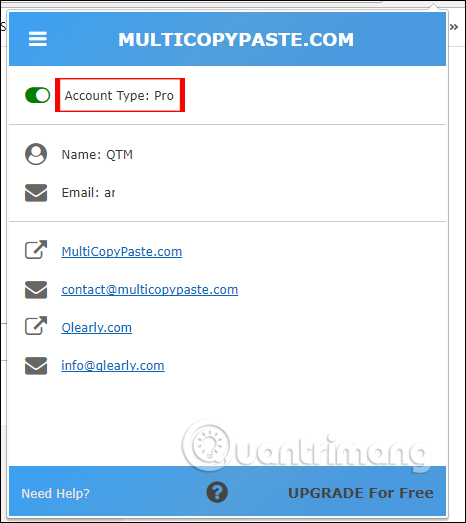 MULTICOPYPASTE.COM
Account Type: Pro
Name: QTM
Email: ar
MultiCopyPaste.com
contact@multicopypaste.com
Qlearly.com
info@qlearly.com
Quantrimang
Need Help? ? UPGRADE For Free